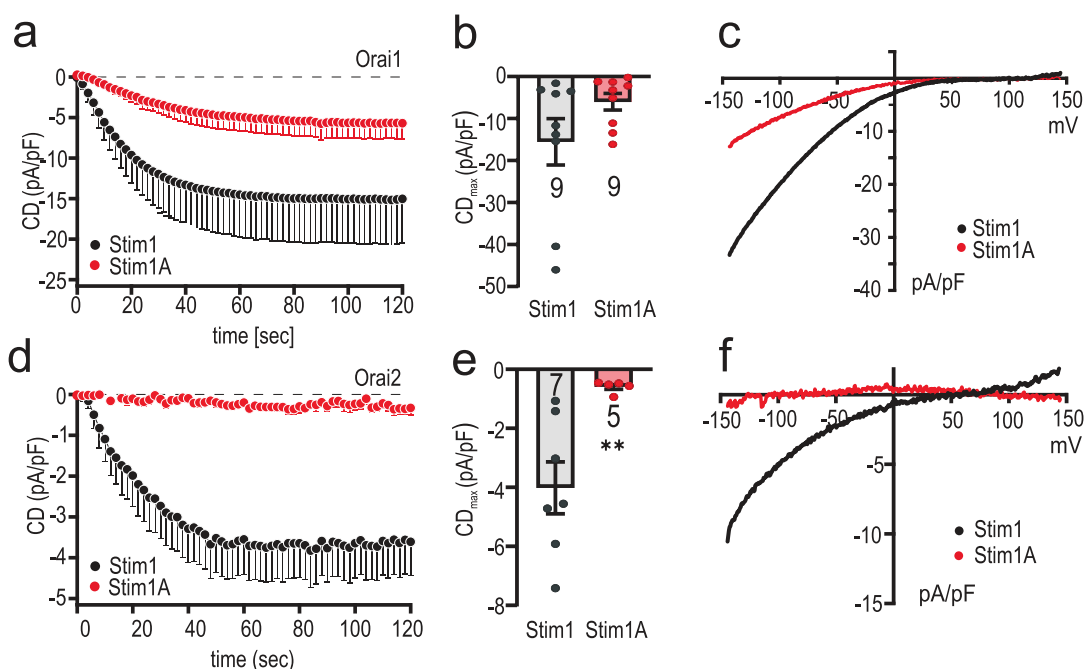 a
Orai1
0
-5
-10
-15
-20
-25
CD (pA/pF)
Stim1
Stim1A
0 20 40 60 80 100 120
time [sec]
b
0
-10
-20
-30
-40
-50
CDmax (pA/pF)
9 9
Stim1 Stim1A
c
-150 -100 -50 50 100 150
mV
-10
-20
-30
-40
pA/pF
Stim1
Stim1A
d
Orai2
0
-1
-2
-3
-4
-5
CD (pA/pF)
Stim1
Stim1A
0 20 40 60 80 100 120
time (sec)
e
0
-2
-4
-6
-8
CDmax (pA/pF)
7
5
**
Stim1 Stim1A
f
-150 -100 -50 50 100 150
mV
-5
-10
-15
pA/pF
Stim1
Stim1A